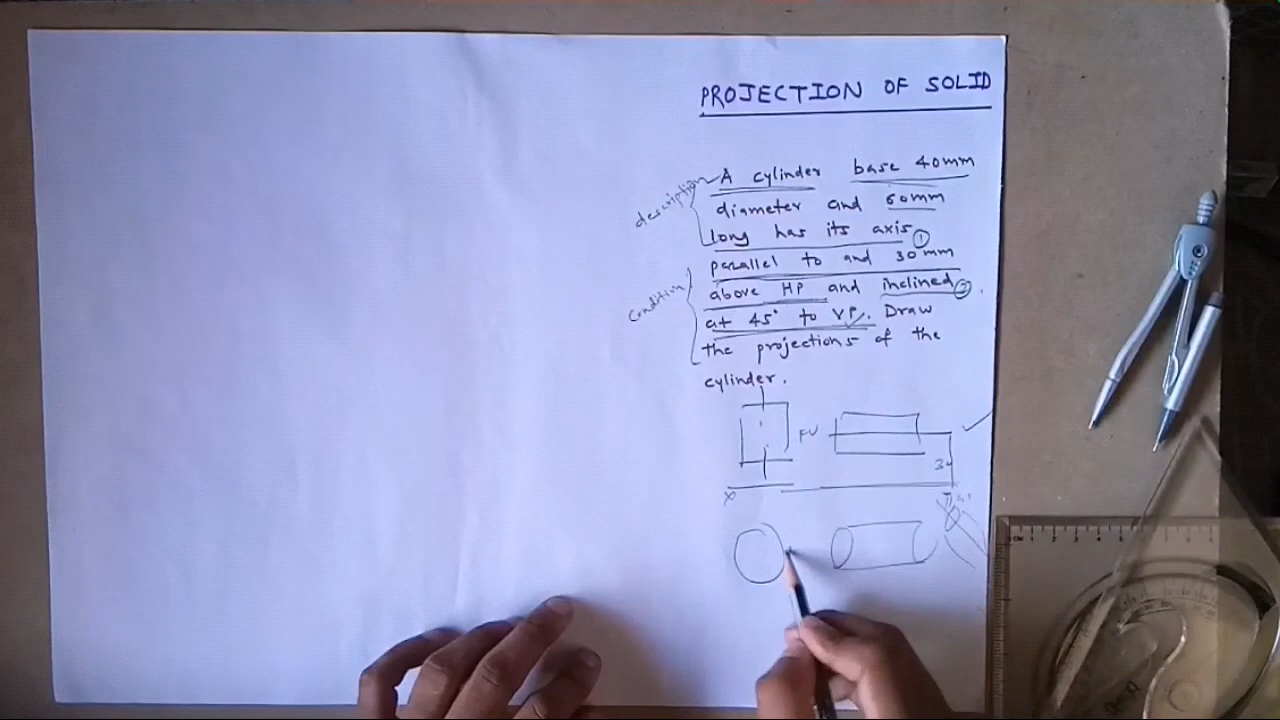 PROJECTION OF SOLID
description
A cylinder base 40mm
diameter and 60mm
long has its axis ①
parallel to and 30mm
above HP and inclined ②
at 45° to VP. Draw
the projections of the
cylinder.
Condition
FV
X